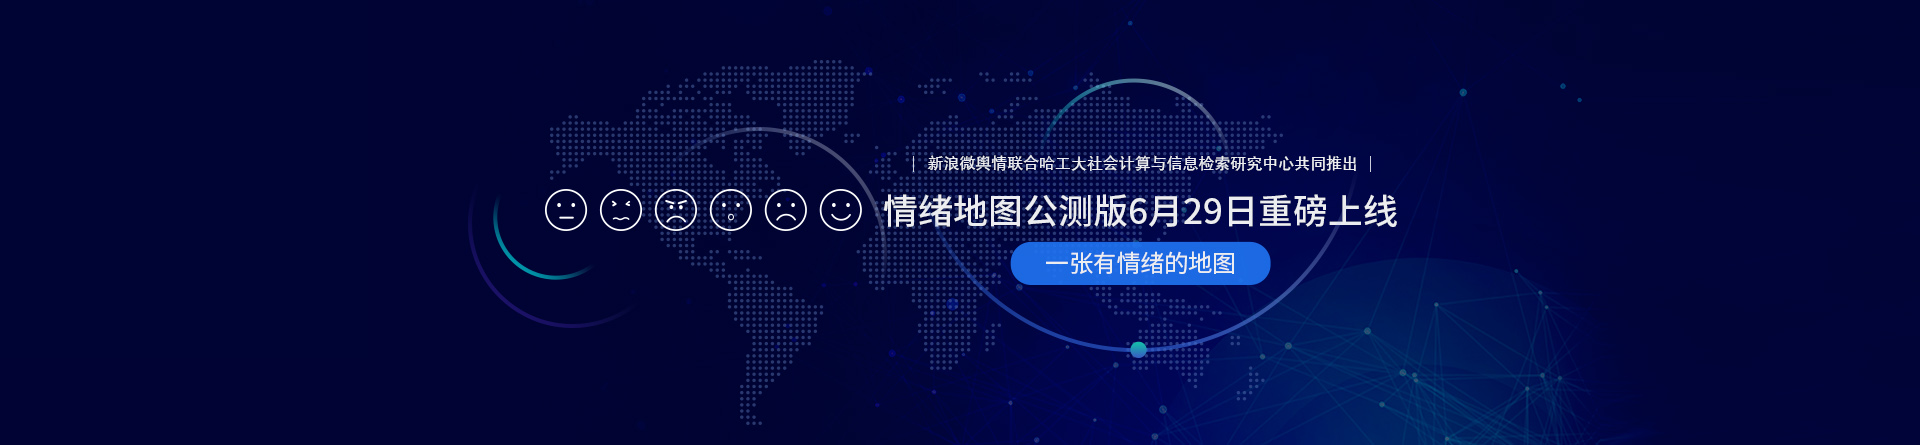 新浪微舆情联合哈工大社会计算与信息检索研究中心共同推出
情绪地图公测版6月29日重磅上线
一张有情绪的地图